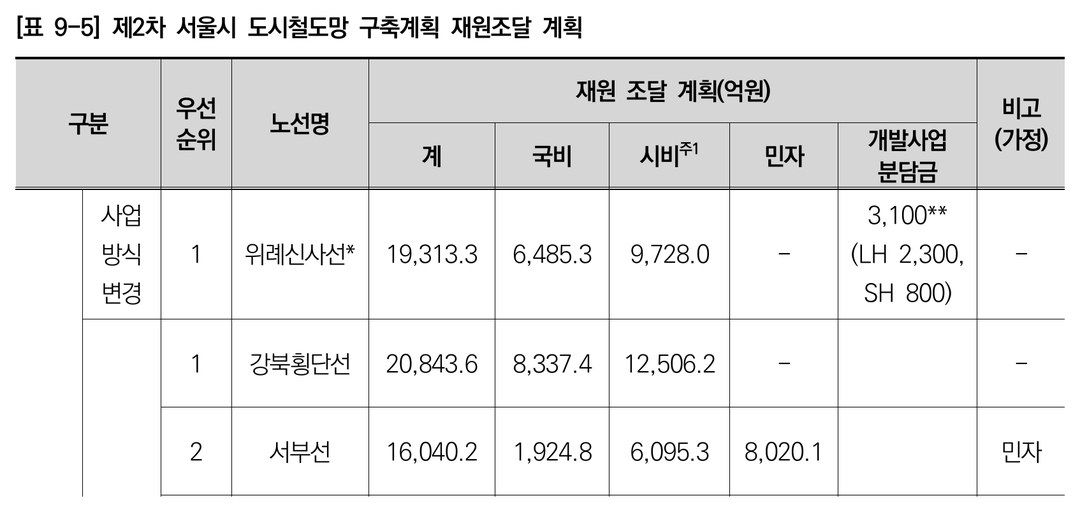 [표 9-5] 제2차 서울시 도시철도망 구축계획 재원조달 계획
구분
우선
순위
노선명
재원 조달 계획(억원)
비고
(가정)
계
국비
시비주1
민자
개발사업
분담금
사업
방식
변경
1
위례신사선*
19,313.3
6,485.3
9,728.0
-
3,100**
(LH 2,300,
SH 800)
-
1
강북횡단선
20,843.6
8,337.4
12,506.2
-
-
2
서부선
16,040.2
1,924.8
6,095.3
8,020.1
민자